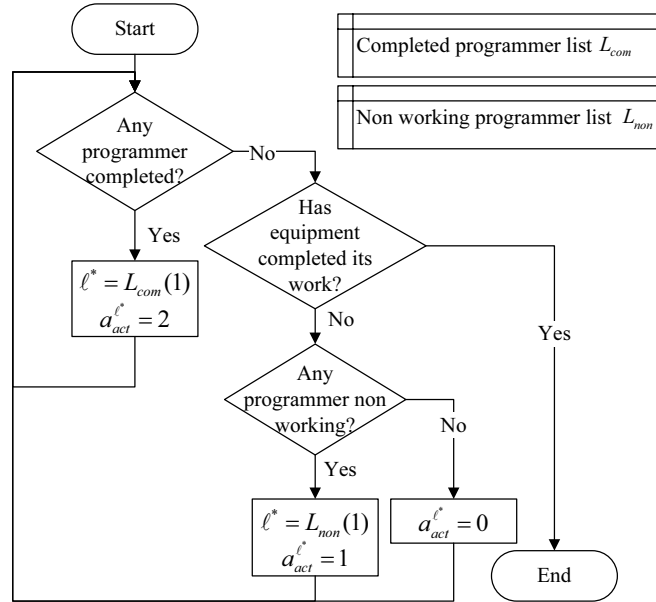 Start
Completed programmer list L_com
Non working programmer list L_non
Any
programmer
completed?
No
Yes
Has
equipment
completed its
work?
ℓ* = L_com(1)
a_act^ℓ* = 2
No
Yes
Any
programmer non
working?
No
Yes
ℓ* = L_non(1)
a_act^ℓ* = 1
a_act^ℓ* = 0
End